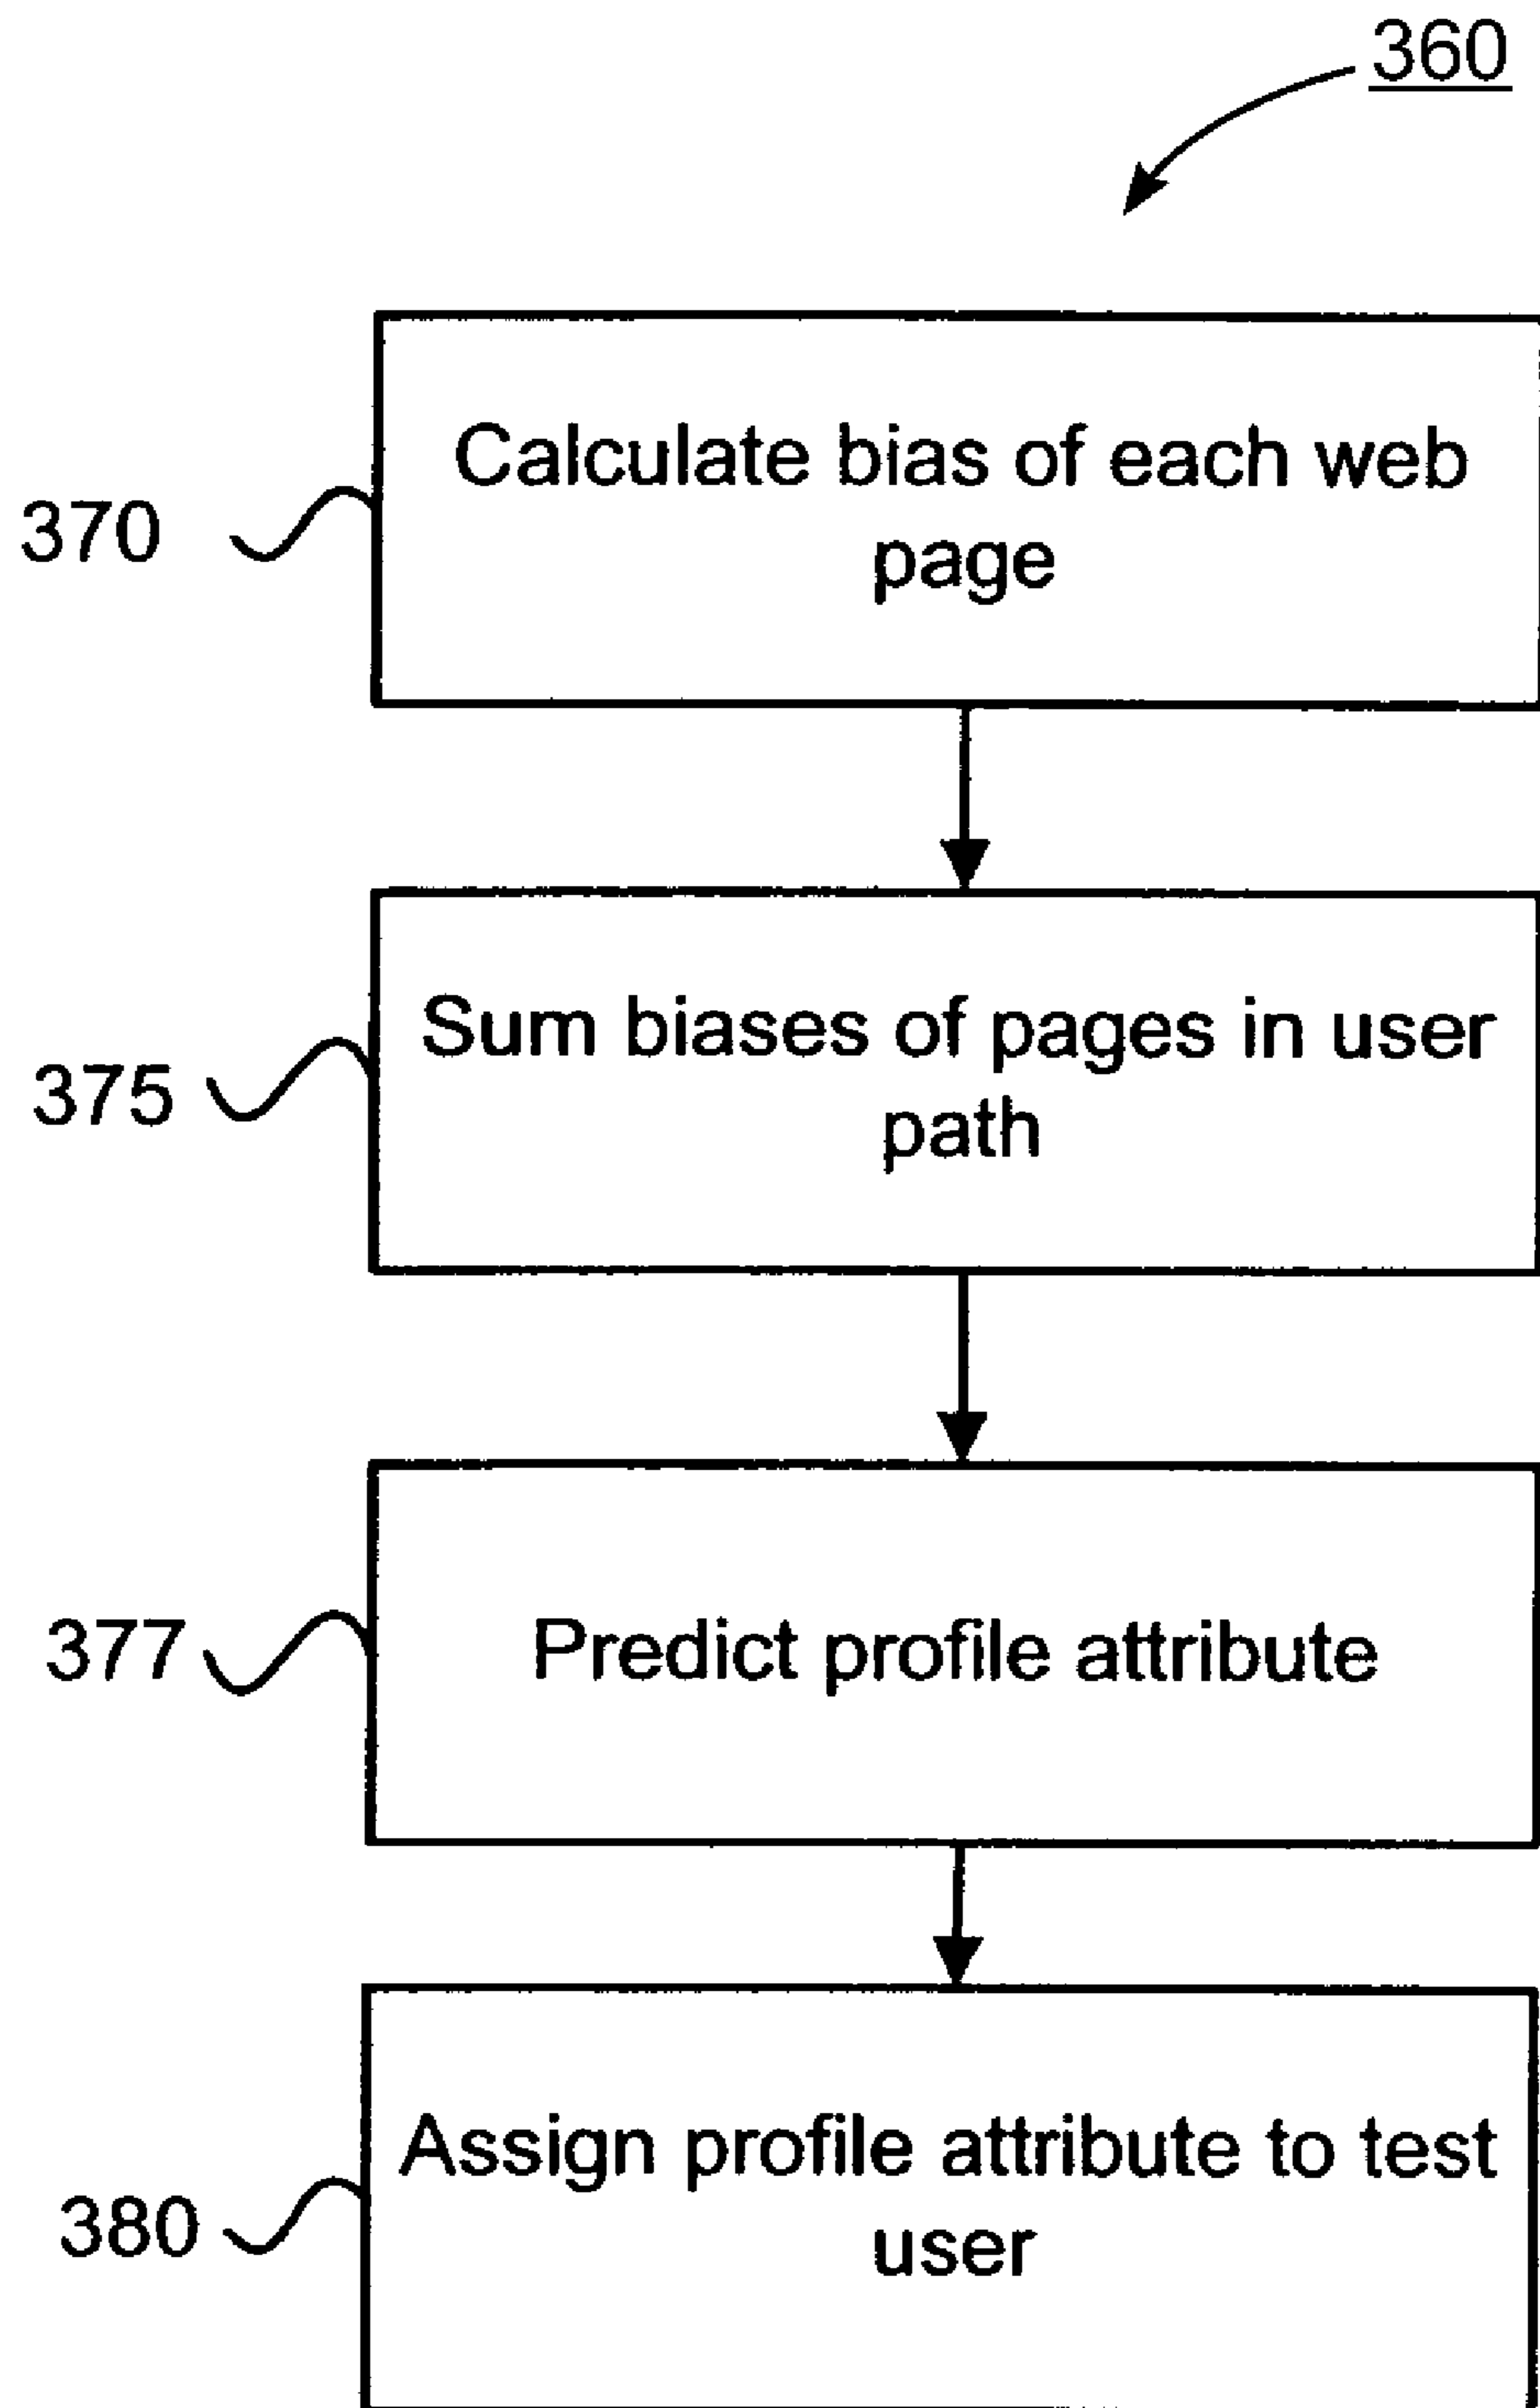 360
Calculate bias of each web
page
370
Sum biases of pages in user
path
375
Predict profile attribute
377
Assign profile attribute to test
user
380